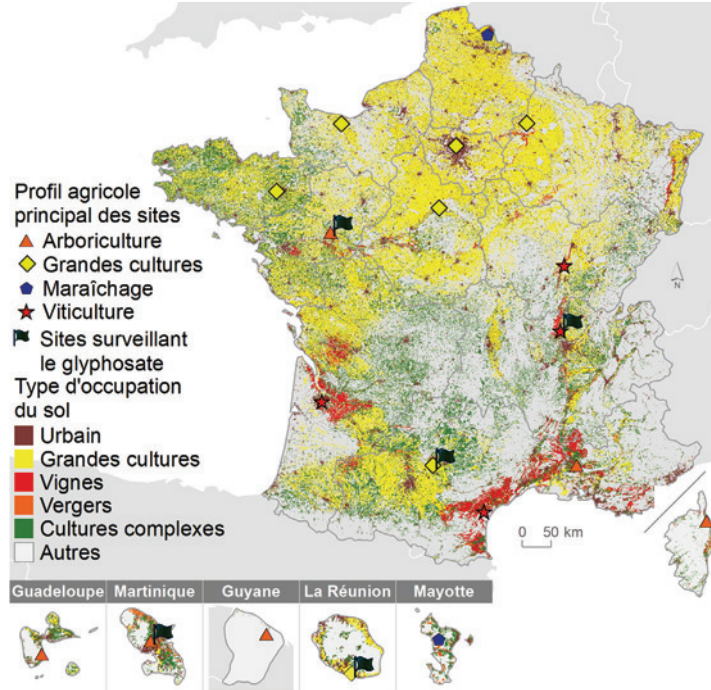 Profil agricole
principal des sites
Arboriculture
Grandes cultures
Maraîchage
Viticulture
Sites surveillant
le glyphosate
Type d'occupation
du sol
Urbain
Grandes cultures
Vignes
Vergers
Cultures complexes
Autres
N
0 50 km
Guadeloupe Martinique Guyane La Réunion Mayotte